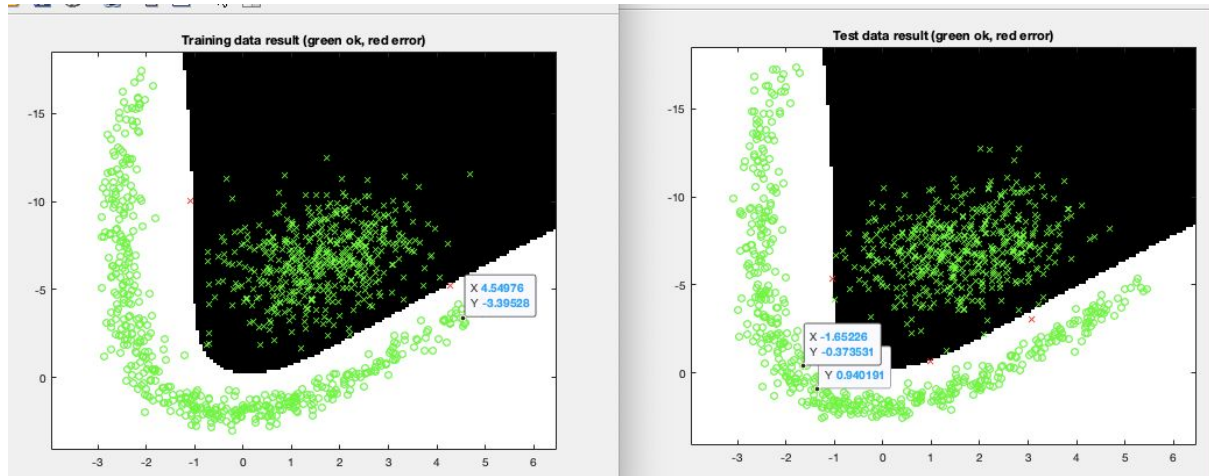 Training data result (green ok, red error)
-15
-10
-5
0
X 4.54976
Y -3.39528
-3 -2 -1 0 1 2 3 4 5 6
Test data result (green ok, red error)
-15
-10
-5
0
X -1.65226
Y -0.373531
Y 0.940191
-3 -2 -1 0 1 2 3 4 5 6